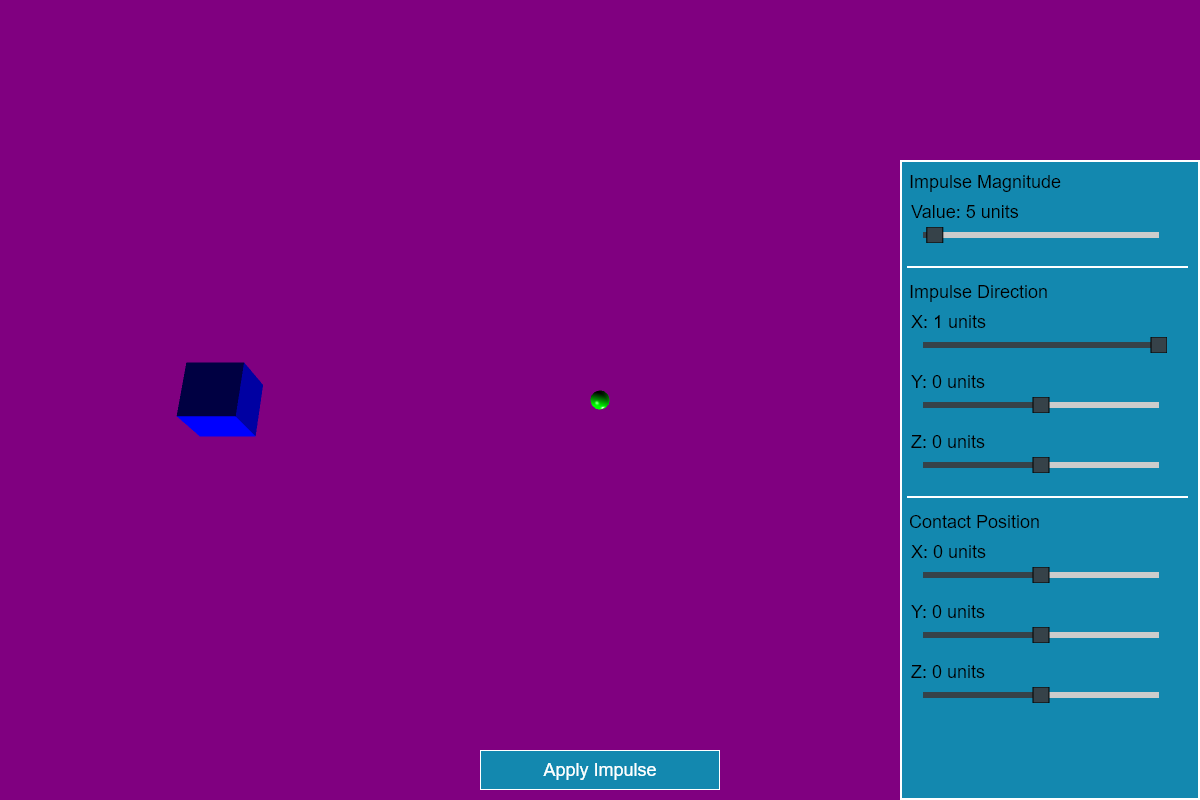 Impulse Magnitude
Value: 5 units
Impulse Direction
X: 1 units
Y: 0 units
Z: 0 units
Contact Position
X: 0 units
Y: 0 units
Z: 0 units
Apply Impulse